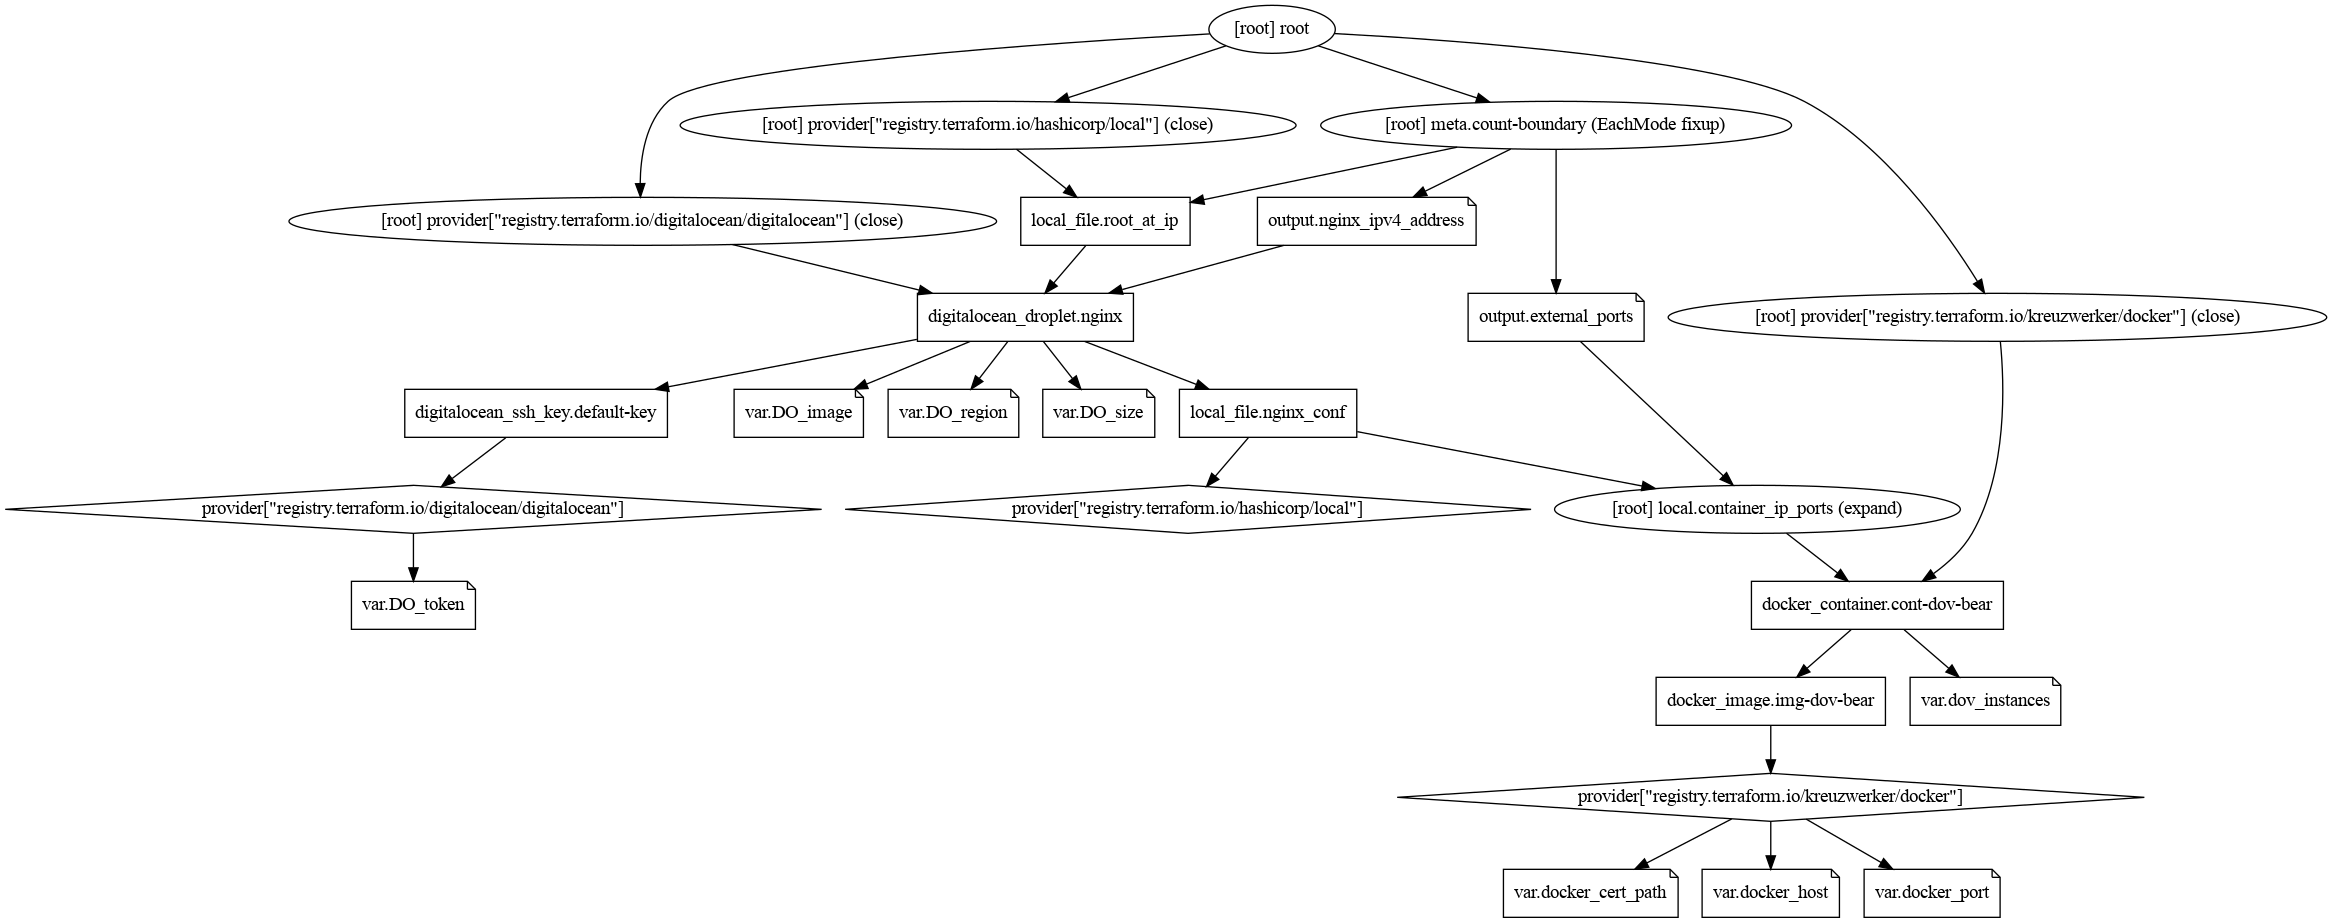 [root] root
[root] provider["registry.terraform.io/hashicorp/local"] (close)
[root] meta.count-boundary (EachMode fixup)
[root] provider["registry.terraform.io/digitalocean/digitalocean"] (close)
local_file.root_at_ip
output.nginx_ipv4_address
digitalocean_droplet.nginx
output.external_ports
[root] provider["registry.terraform.io/kreuzwerker/docker"] (close)
digitalocean_ssh_key.default-key
var.DO_image
var.DO_region
var.DO_size
local_file.nginx_conf
provider["registry.terraform.io/digitalocean/digitalocean"]
provider["registry.terraform.io/hashicorp/local"]
[root] local.container_ip_ports (expand)
var.DO_token
docker_container.cont-dov-bear
docker_image.img-dov-bear
var.dov_instances
provider["registry.terraform.io/kreuzwerker/docker"]
var.docker_cert_path
var.docker_host
var.docker_port